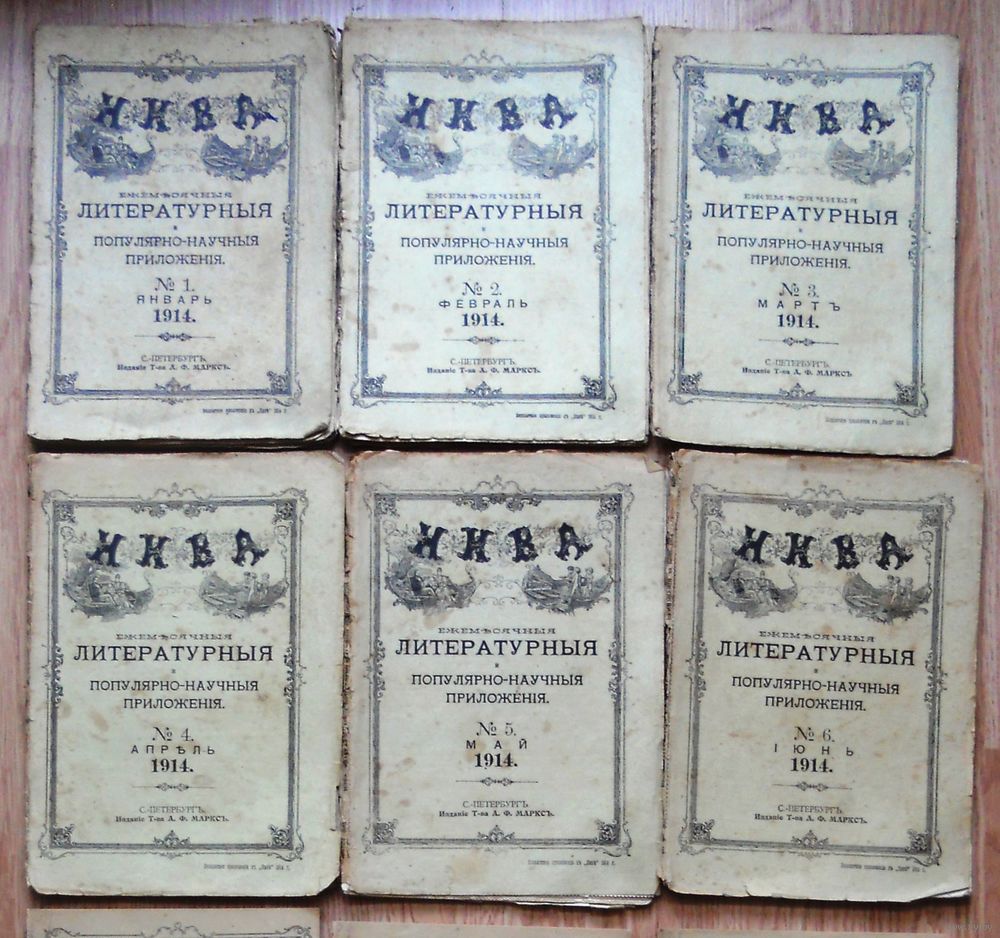 НИВА
ЕЖЕМѢСЯЧНЫЯ
ЛИТЕРАТУРНЫЯ
и
ПОПУЛЯРНО-НАУЧНЫЯ
ПРИЛОЖЕНІЯ.
№ 1.
ЯНВАРЬ
1914.
С.-ПЕТЕРБУРГЪ.
Изданіе Т-ва А. Ф. МАРКСЪ.
НИВА
ЕЖЕМѢСЯЧНЫЯ
ЛИТЕРАТУРНЫЯ
и
ПОПУЛЯРНО-НАУЧНЫЯ
ПРИЛОЖЕНІЯ.
№ 2.
ФЕВРАЛЬ
1914.
С.-ПЕТЕРБУРГЪ.
Изданіе Т-ва А. Ф. МАРКСЪ.
НИВА
ЕЖЕМѢСЯЧНЫЯ
ЛИТЕРАТУРНЫЯ
и
ПОПУЛЯРНО-НАУЧНЫЯ
ПРИЛОЖЕНІЯ.
№ 3.
МАРТЪ
1914.
С.-ПЕТЕРБУРГЪ.
Изданіе Т-ва А. Ф. МАРКСЪ.
НИВА
ЕЖЕМѢСЯЧНЫЯ
ЛИТЕРАТУРНЫЯ
и
ПОПУЛЯРНО-НАУЧНЫЯ
ПРИЛОЖЕНІЯ.
№ 4.
АПРѢЛЬ
1914.
С.-ПЕТЕРБУРГЪ.
Изданіе Т-ва А. Ф. МАРКСЪ.
НИВА
ЕЖЕМѢСЯЧНЫЯ
ЛИТЕРАТУРНЫЯ
и
ПОПУЛЯРНО-НАУЧНЫЯ
ПРИЛОЖЕНІЯ.
№ 5.
МАЙ
1914.
С.-ПЕТЕРБУРГЪ.
Изданіе Т-ва А. Ф. МАРКСЪ.
НИВА
ЕЖЕМѢСЯЧНЫЯ
ЛИТЕРАТУРНЫЯ
и
ПОПУЛЯРНО-НАУЧНЫЯ
ПРИЛОЖЕНІЯ.
№ 6.
ІЮНЬ
1914.
С.-ПЕТЕРБУРГЪ.
Изданіе Т-ва А. Ф. МАРКСЪ.